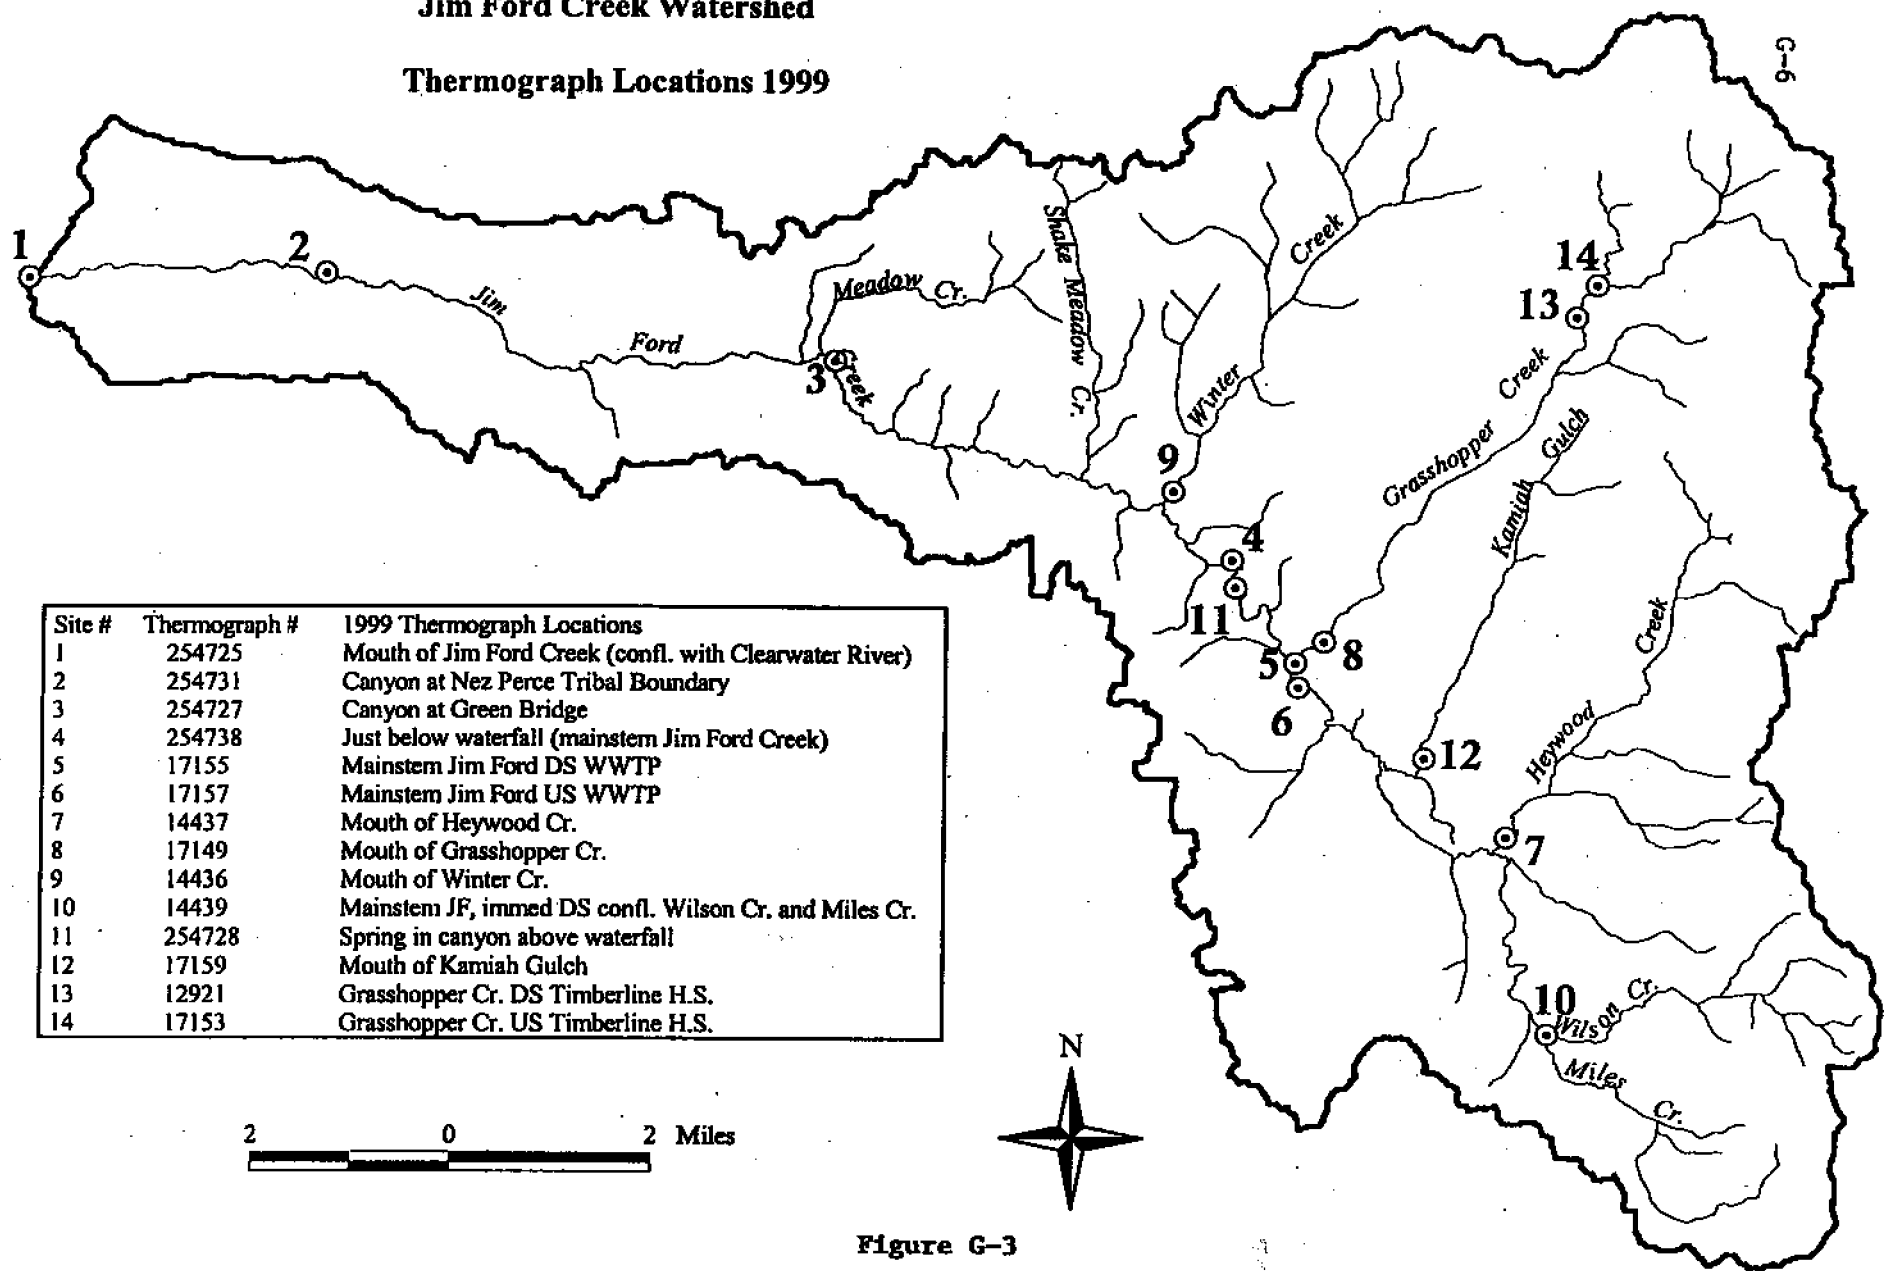 Jim Ford Creek Watershed
Thermograph Locations 1999
G-6
1
2
3
4
5
6
7
8
9
10
11
12
13
14
Jim
Ford
Creek
Meadow Cr.
Shake Meadow Cr.
Winter
Creek
Grasshopper
Creek
Kamiah
Gulch
Heywood
Creek
Wilson Cr.
Miles
Cr.
Site # Thermograph # 1999 Thermograph Locations
1 254725 Mouth of Jim Ford Creek (confl. with Clearwater River)
2 254731 Canyon at Nez Perce Tribal Boundary
3 254727 Canyon at Green Bridge
4 254738 Just below waterfall (mainstem Jim Ford Creek)
5 17155 Mainstem Jim Ford DS WWTP
6 17157 Mainstem Jim Ford US WWTP
7 14437 Mouth of Heywood Cr.
8 17149 Mouth of Grasshopper Cr.
9 14436 Mouth of Winter Cr.
10 14439 Mainstem JF, immed DS confl. Wilson Cr. and Miles Cr.
11 254728 Spring in canyon above waterfall
12 17159 Mouth of Kamiah Gulch
13 12921 Grasshopper Cr. DS Timberline H.S.
14 17153 Grasshopper Cr. US Timberline H.S.
2 0 2 Miles
N
Figure G-3